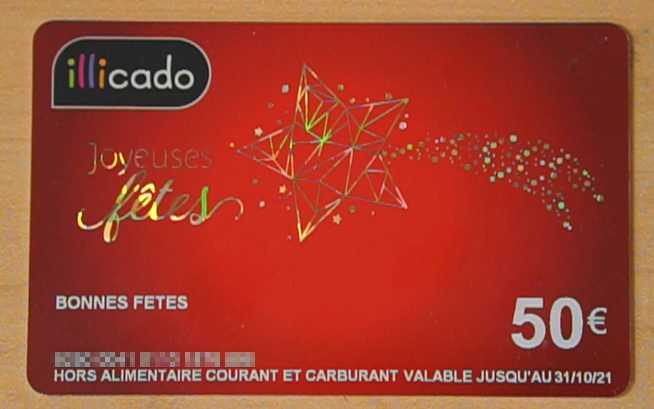 illicado
Joyeuses
fêtes
BONNES FETES
50€
HORS ALIMENTAIRE COURANT ET CARBURANT VALABLE JUSQU'AU 31/10/21